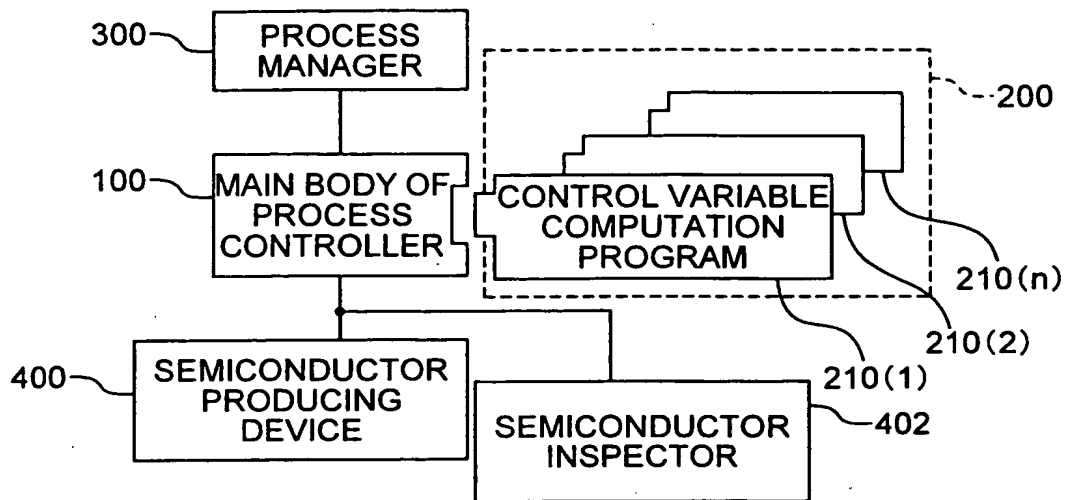 300
PROCESS
MANAGER
200
100
MAIN BODY OF
PROCESS
CONTROLLER
CONTROL VARIABLE
COMPUTATION
PROGRAM
210(n)
210(2)
210(1)
400
SEMICONDUCTOR
PRODUCING
DEVICE
SEMICONDUCTOR
INSPECTOR
402